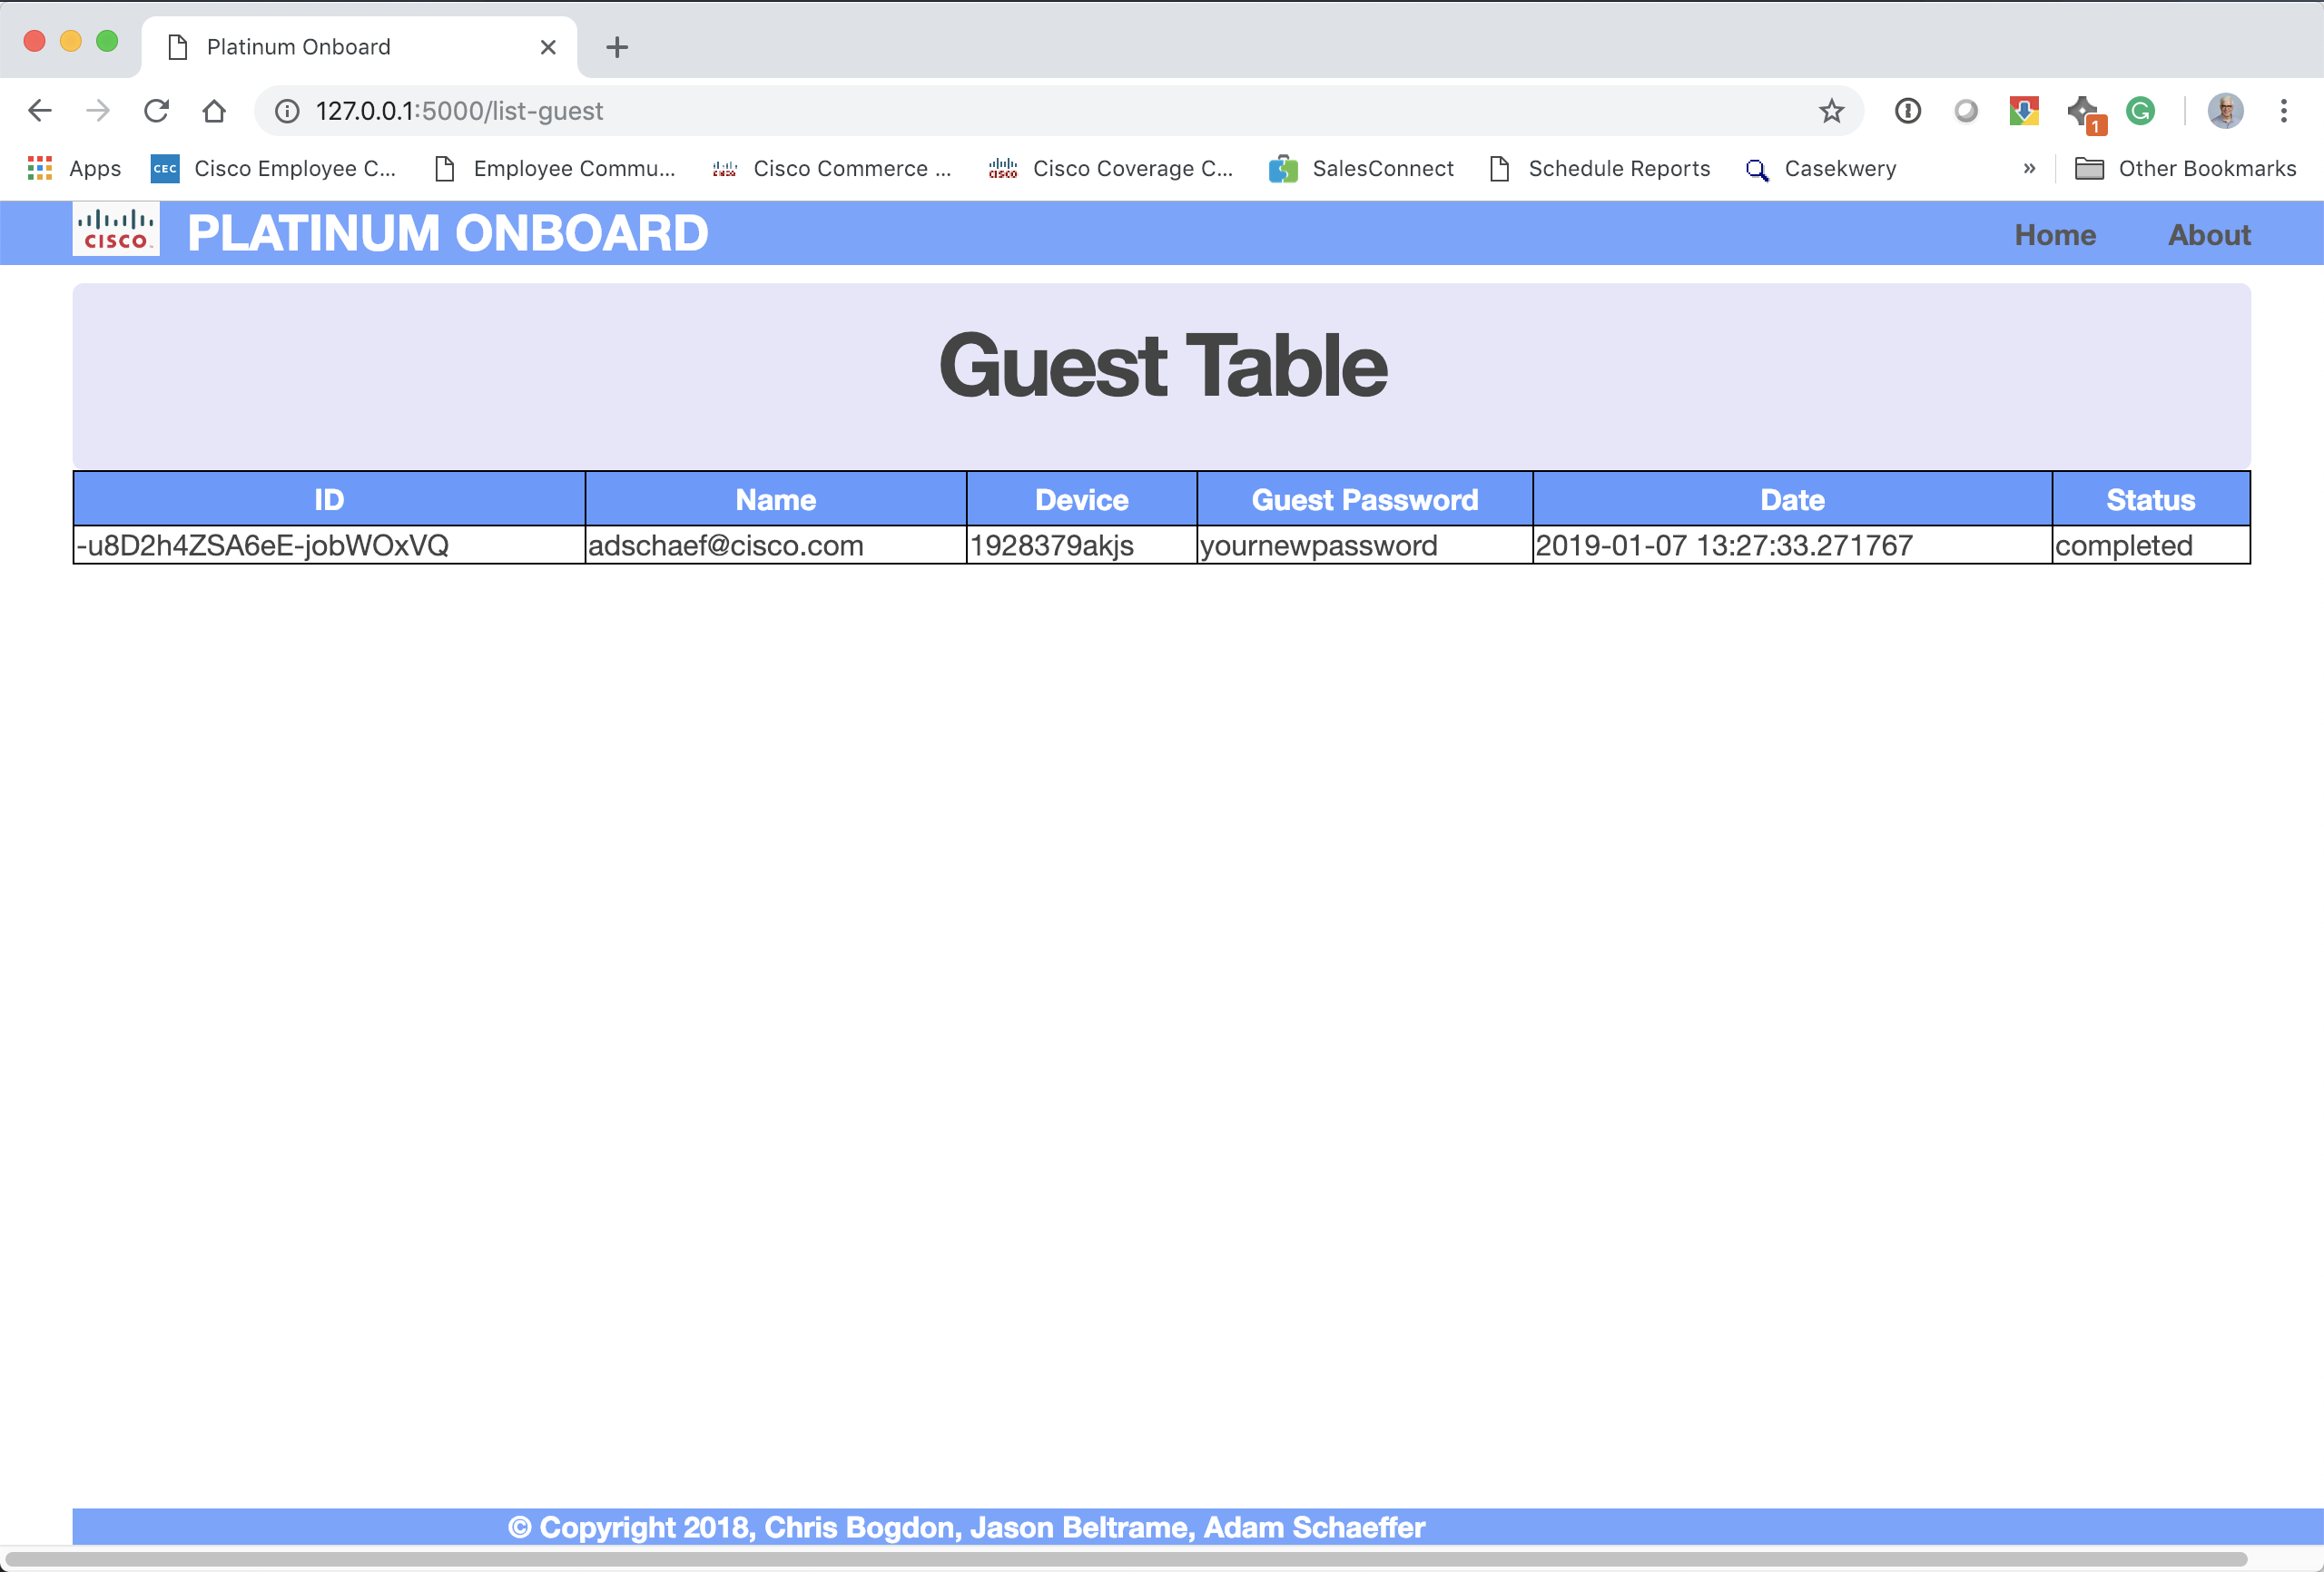 Platinum Onboard
127.0.0.1:5000/list-guest
1
Apps CEC Cisco Employee C... Employee Commu... Cisco Commerce ... CISCO Cisco Coverage C... SalesConnect Schedule Reports Casekwery » Other Bookmarks
CISCO PLATINUM ONBOARD Home About
Guest Table
ID Name Device Guest Password Date Status
-u8D2h4ZSA6eE-jobWOxVQ adschaef@cisco.com 1928379akjs yournewpassword 2019-01-07 13:27:33.271767 completed
© Copyright 2018, Chris Bogdon, Jason Beltrame, Adam Schaeffer